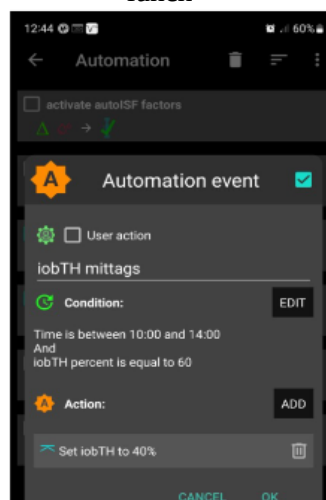 12:44
60%
Automation
activate autoISF factors
A
Automation event
User action
iobTH mittags
Condition:
EDIT
Time is between 10:00 and 14:00
And
iobTH percent is equal to 60
A
Action:
ADD
Set iobTH to 40%
CANCEL
OK